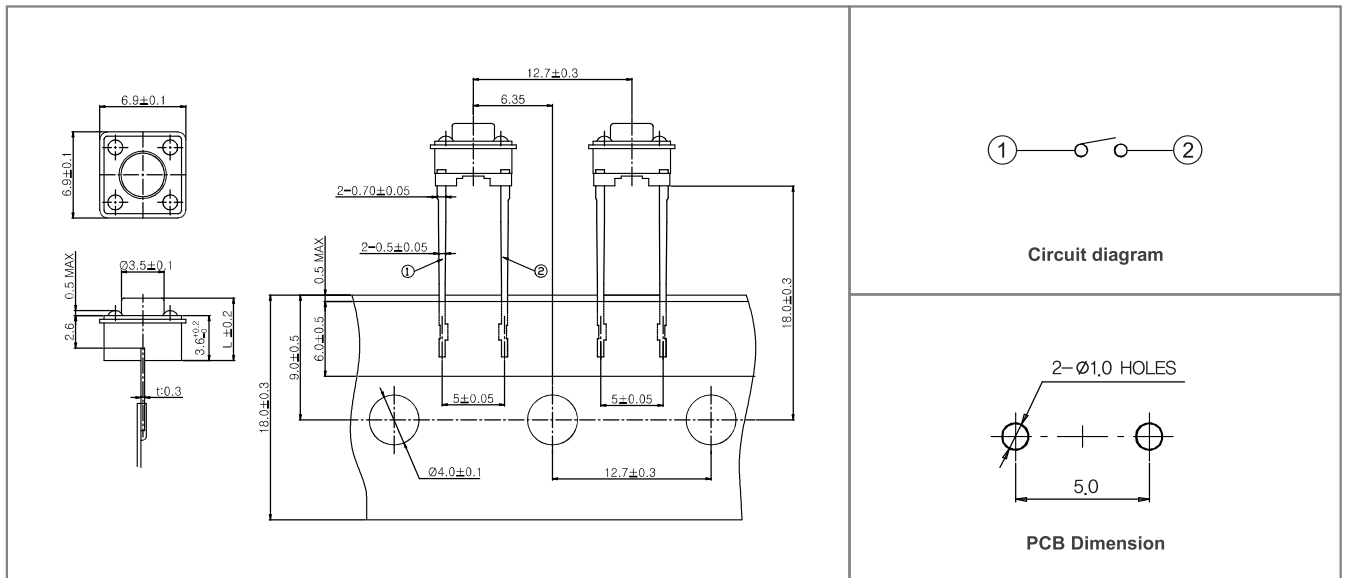 12.7±0.3
6.35
6.9±0.1
6.9±0.1
2-0.70±0.05
2-0.5±0.05
①
②
0.5 MAX
Ø3.5±0.1
0.5 MAX
2.6
3.6 +0.2 -0
L ±0.2
t:0.3
18.0±0.3
9.0±0.5
6.0±0.5
18.0±0.3
5±0.05
5±0.05
Ø4.0±0.1
12.7±0.3
① ②
Circuit diagram
2-Ø1.0 HOLES
5.0
PCB Dimension